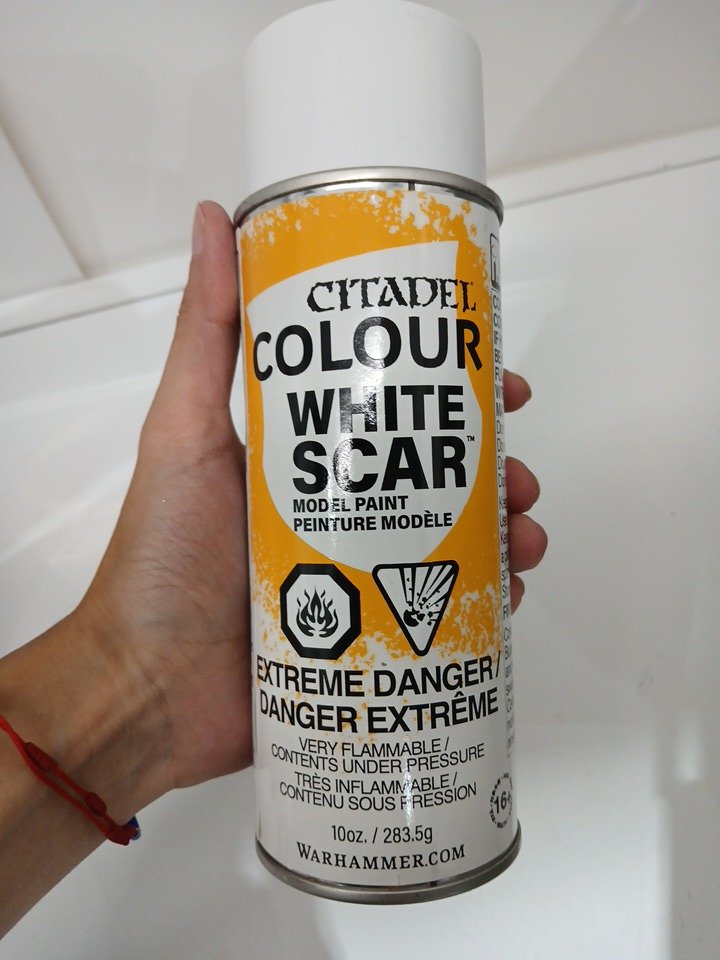 CITADEL
COLOUR
WHITE
SCAR™
MODEL PAINT
PEINTURE MODÈLE
EXTREME DANGER /
DANGER EXTRÊME
VERY FLAMMABLE /
CONTENTS UNDER PRESSURE
TRÈS INFLAMMABLE /
CONTENU SOUS PRESSION
16+
10oz. / 283.5g
WARHAMMER.COM